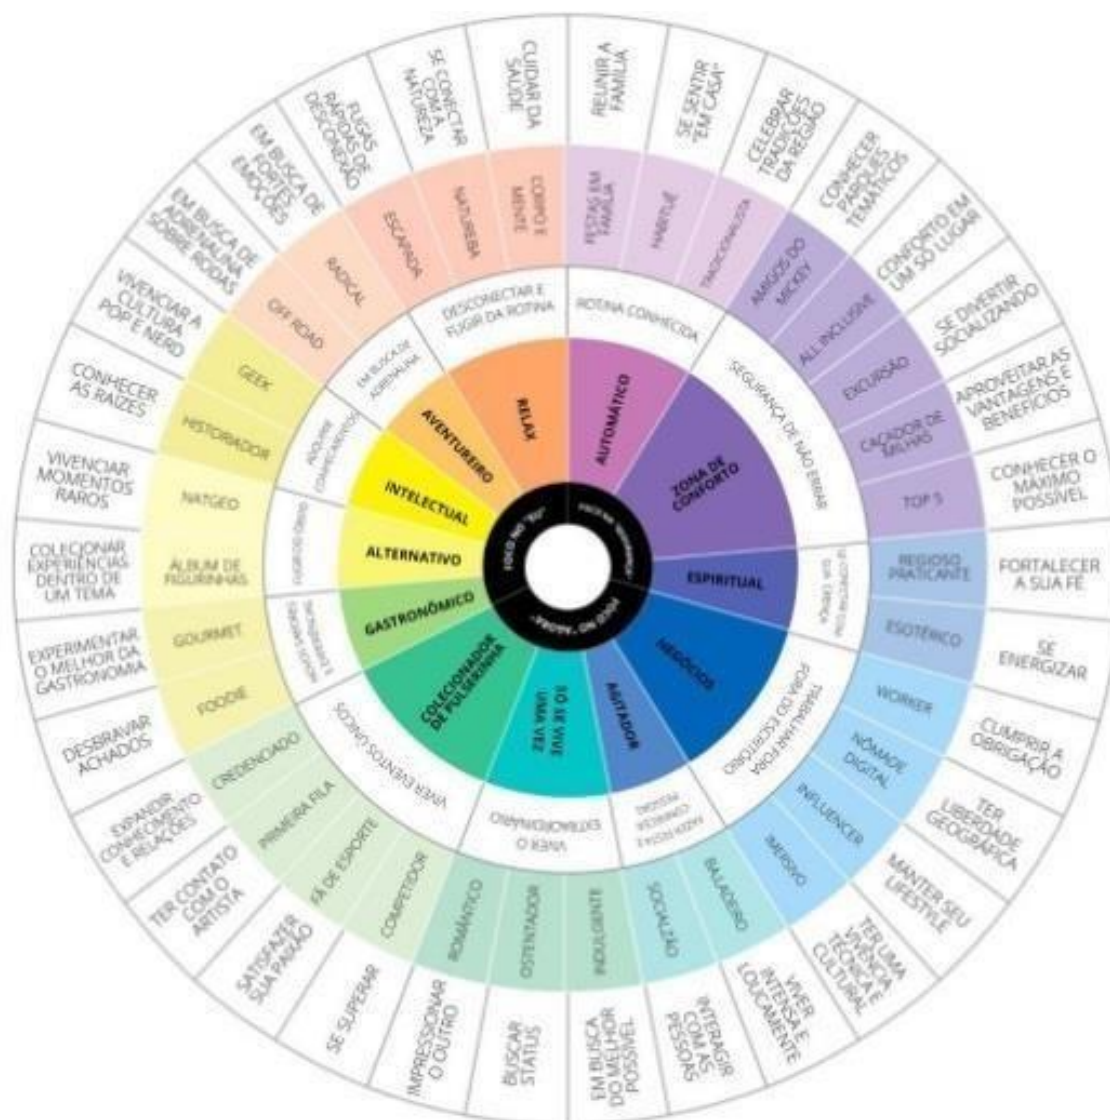 REUNIR A
FAMÍLIA
SE SENTIR
"EM CASA"
CELEBRAR
TRADIÇÕES
DA REGIÃO
CONHECER
PARQUES
TEMÁTICOS
CONFORTO EM
UM SO LUGAR
SE DIVERTIR
SOCIALIZANDO
APROVEITAR AS
VANTAGENS E
BENEFÍCIOS
CONHECER O
MÁXIMO
POSSÍVEL
FORTALECER
A SUA FÉ
SE
ENERGIZAR
CUMPRIR A
OBRIGAÇÃO
TER
LIBERDADE
GEOGRÁFICA
MANTER SEU
LIFESTYLE
TER UMA
VIVÊNCIA
TÉCNICA E
CULTURAL
VIVER
INTENSA E
LOUCAMENTE
INTERAGIR
COM AS
PESSOAS
EM BUSCA
DO MELHOR
POSSÍVEL
BUSCAR
STATUS
IMPRESSIONAR
O OUTRO
SE SUPERAR
SATISFAZER
SUA PAIXÃO
TER CONTATO
COM O
ARTISTA
EXPANDIR
CONHECIMENTO
E RELAÇÕES
DESBRAVAR
ACHADOS
EXPERIMENTAR
O MELHOR DA
GASTRONOMIA
COLECIONAR
EXPERIÊNCIAS
DENTRO DE
UM TEMA
VIVENCIAR
MOMENTOS
RAROS
CONHECER
AS RAÍZES
VIVENCIAR A
CULTURA
POP E NERD
EM BUSCA DE
ADRENALINA
SOBRE RODAS
EM BUSCA DE
FORTES
EMOÇÕES
FUGAS
RÁPIDAS DE
DESCONEXÃO
SE CONECTAR
COM A
NATUREZA
CUIDAR DA
SAÚDE
FESTAS EM
FAMÍLIA
HABITUÊ
TRADICIONALISTA
AMIGOS DO
MICKEY
ALL INCLUSIVE
EXCURSÃO
CAÇADOR DE
MILHAS
TOP 5
REGIOSO
PRATICANTE
ESOTÉRICO
WORKER
NÔMADE
DIGITAL
INFLUENCER
IMERSIVO
BALADEIRO
SOCIALZÃO
INDULGENTE
OSTENTADOR
ROMÂNTICO
COMPETIDOR
FÃ DE ESPORTE
PRIMEIRA FILA
CREDENCIADO
FOODIE
GOURMET
ÁLBUM DE
FIGURINHAS
NATGEO
HISTORIADOR
GEEK
OFF ROAD
RADICAL
ESCAPADA
NATUREBA
CORPO E
MENTE
ROTINA CONHECIDA
SEGURANÇA DE NÃO ERRAR
TRABALHAR FORA
FORA DO ESCRITÓRIO
FAZER FESTA E
CONHECER
PESSOAS
VIVER O
EXTRAORDINÁRIO
VIVER EVENTOS ÚNICOS
EXPERIMENTAR
NOVOS SABORES
FUGIR DO ÓBVIO
ADQUIRIR
CONHECIMENTOS
EM BUSCA DE
ADRENALINA
DESCONECTAR E
FUGIR DA ROTINA
AUTOMÁTICO
ZONA DE
CONFORTO
ESPIRITUAL
NEGÓCIOS
AGITADOR
SÓ SE VIVE
UMA VEZ
COLECIONADOR
DE PULSEIRINHA
GASTRONÔMICO
ALTERNATIVO
INTELECTUAL
AVENTUREIRO
RELAX
FOCO NO "EU"
FOCO NO "AGORA"